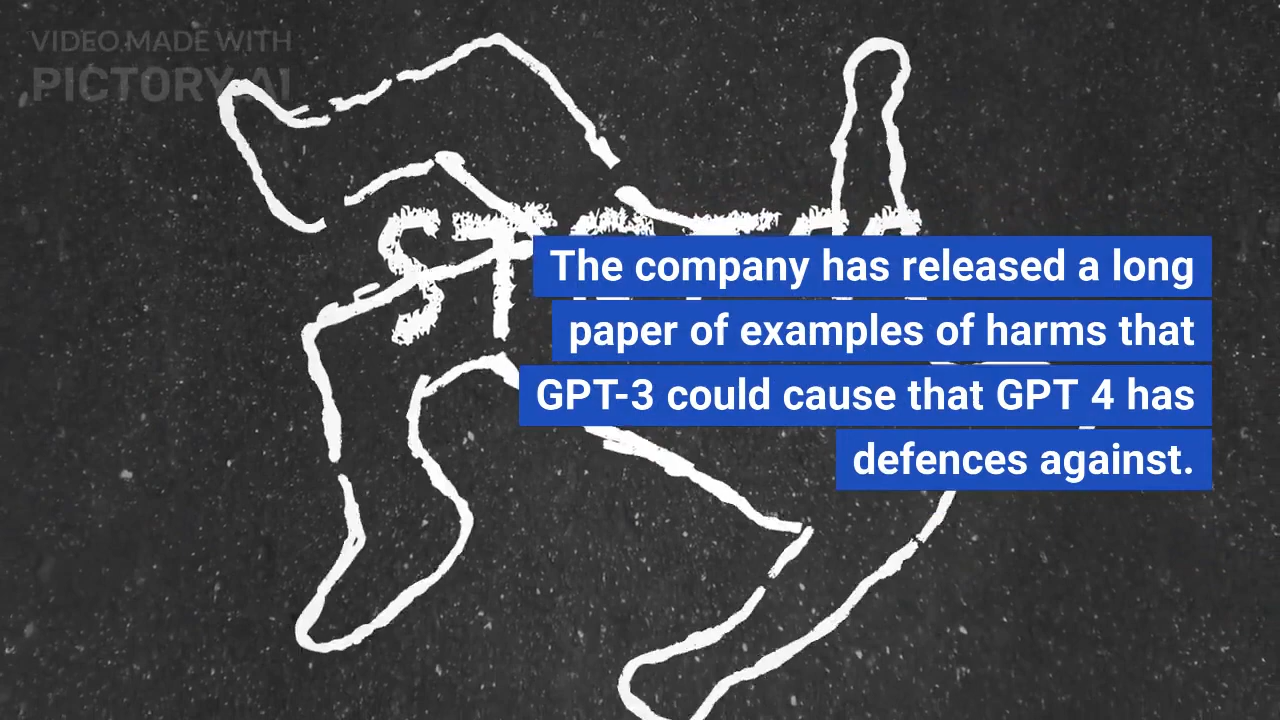 VIDEO MADE WITH
PICTORY.AI
The company has released a long
paper of examples of harms that
GPT-3 could cause that GPT 4 has
defences against.